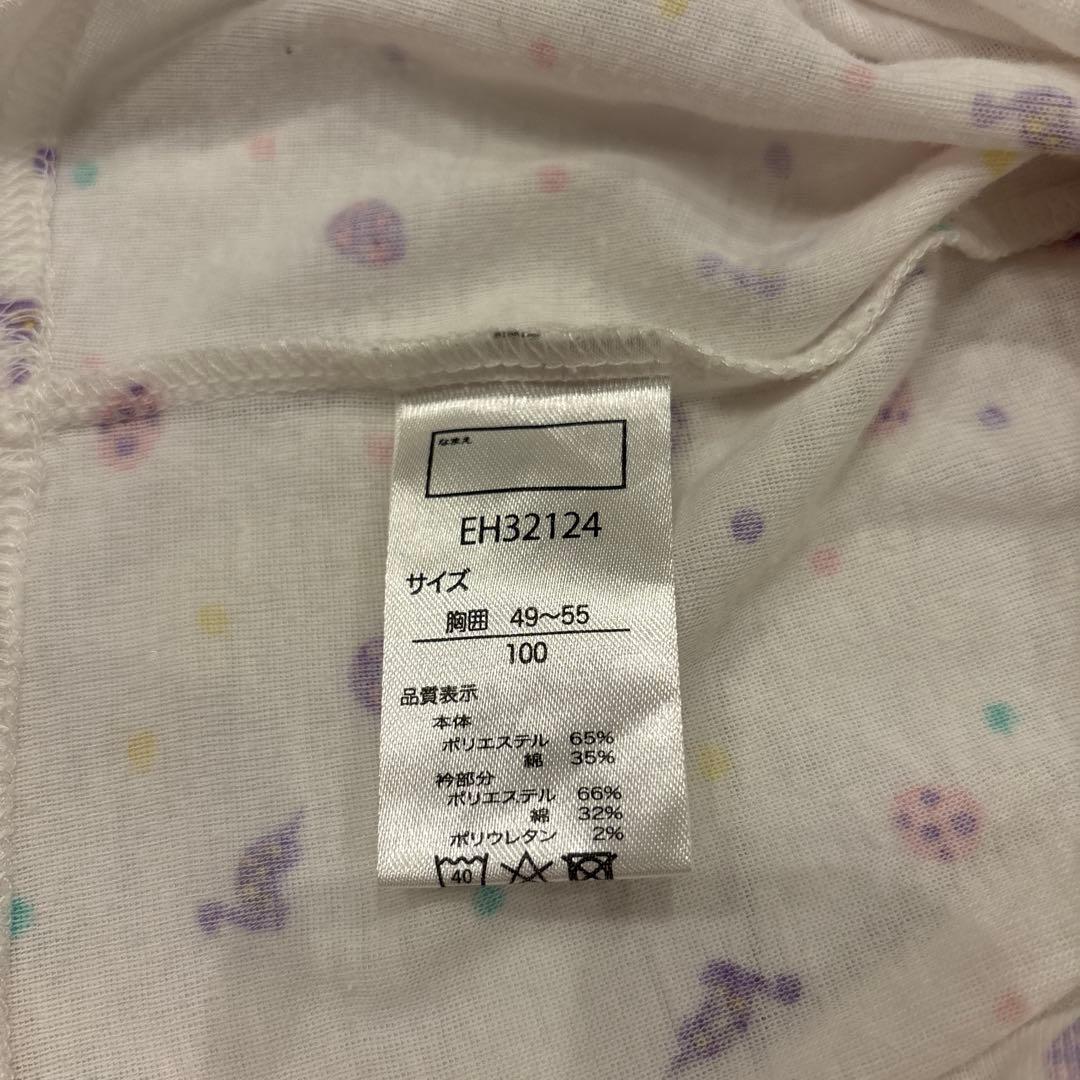 なまえ
EH32124
サイズ
胸囲 49～55
100
品質表示
本体
ポリエステル 65%
綿 35%
衿部分
ポリエステル 66%
綿 32%
ポリウレタン 2%
40